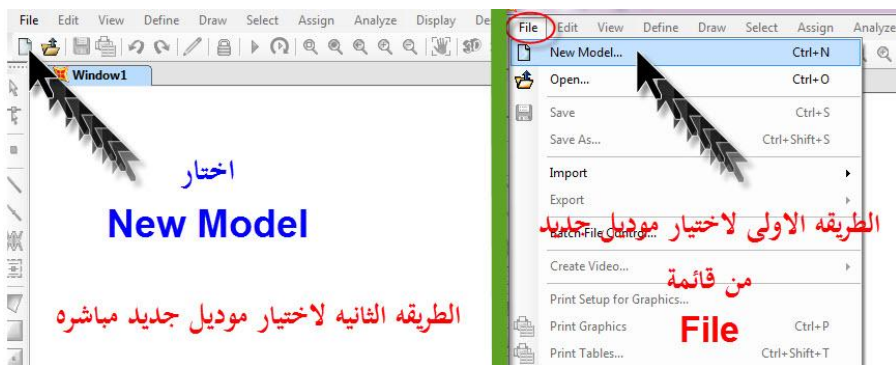 File Edit View Define Draw Select Assign Analyze Display De
Window1
اختار
New Model
الطريقه الثانيه لاختيار موديل جديد مباشره
File Edit View Define Draw Select Assign Analyze
New Model... Ctrl+N
Open... Ctrl+O
Save Ctrl+S
Save As... Ctrl+Shift+S
Import
Export
الطريقه الاولى لاختيار موديل جديد
Batch File Control...
Create Video...
من قائمة
Print Setup for Graphics...
File
Print Graphics Ctrl+P
Print Tables... Ctrl+Shift+T